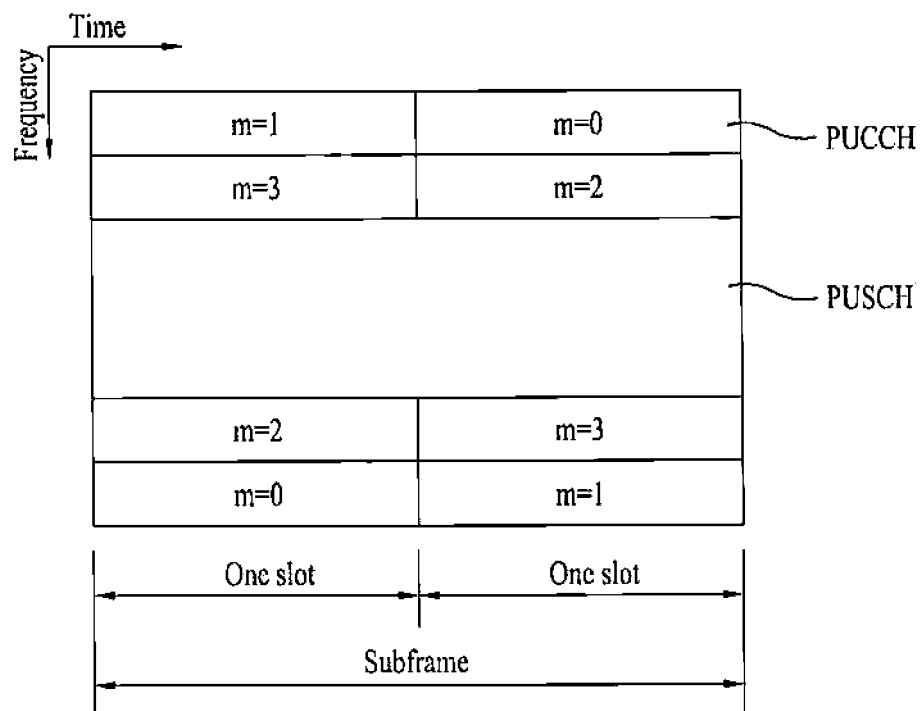 Time
Frequency
m=1 m=0
PUCCH
m=3 m=2
PUSCH
m=2 m=3
m=0 m=1
One slot One slot
Subframe